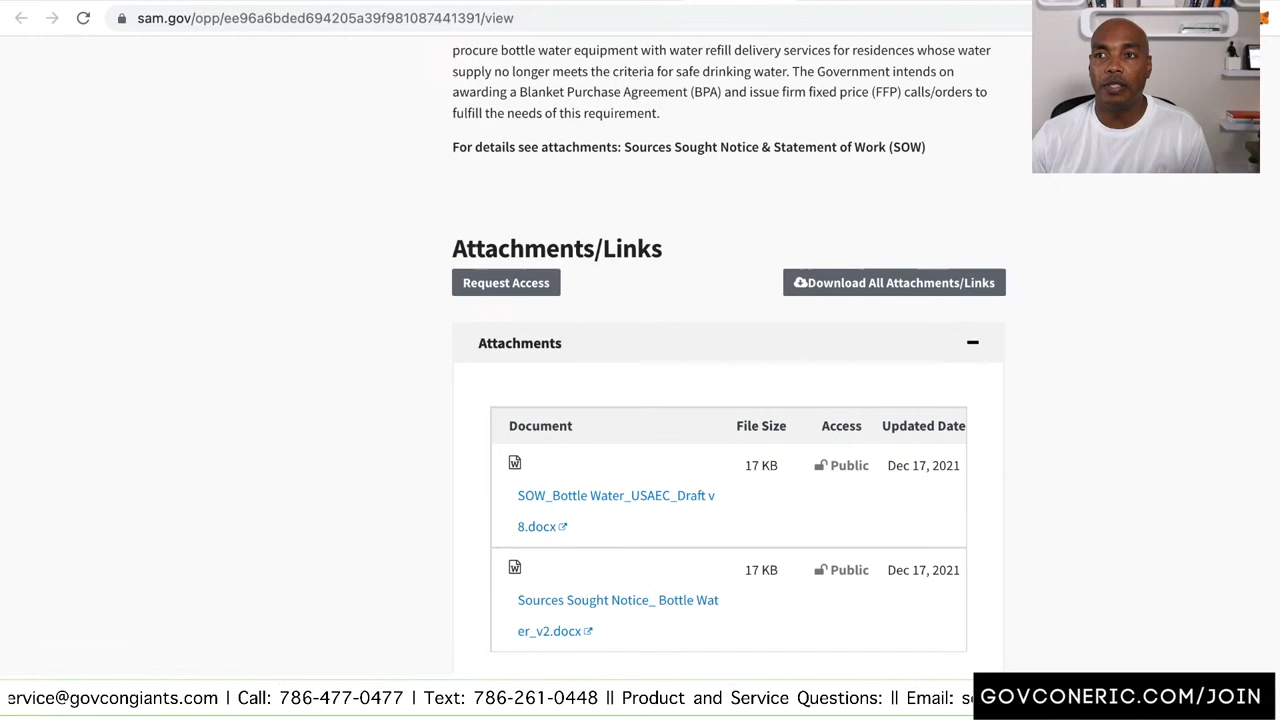 sam.gov/opp/ee96a6bded694205a39f981087441391/view
procure bottle water equipment with water refill delivery services for residences whose water
supply no longer meets the criteria for safe drinking water. The Government intends on
awarding a Blanket Purchase Agreement (BPA) and issue firm fixed price (FFP) calls/orders to
fulfill the needs of this requirement.
For details see attachments: Sources Sought Notice & Statement of Work (SOW)
Attachments/Links
Request Access
Download All Attachments/Links
Attachments
Document File Size Access Updated Date
17 KB Public Dec 17, 2021
SOW_Bottle Water_USAEC_Draft v
8.docx
17 KB Public Dec 17, 2021
Sources Sought Notice_ Bottle Wat
er_v2.docx
ervice@govcongiants.com | Call: 786-477-0477 | Text: 786-261-0448 || Product and Service Questions: || Email: s
GOVCONERIC.COM/JOIN